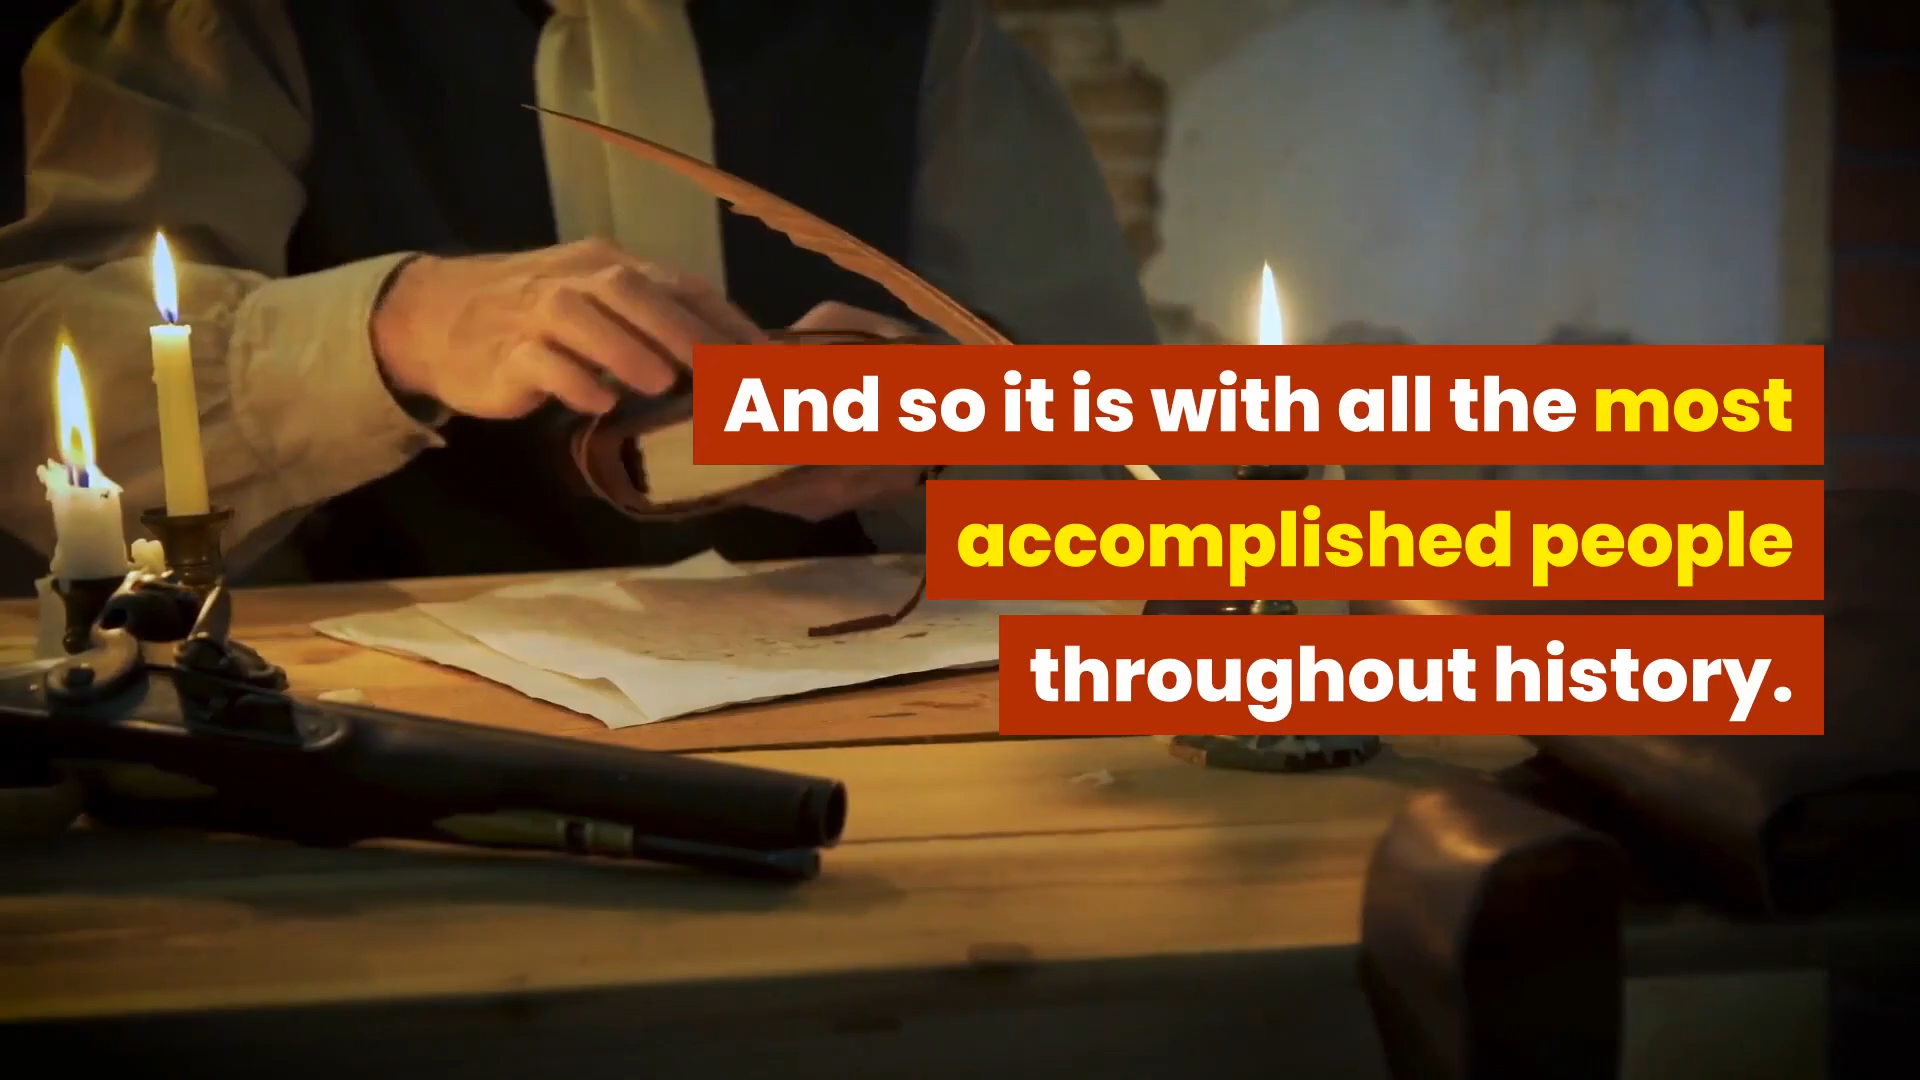 And so it is with all the most
accomplished people
throughout history.